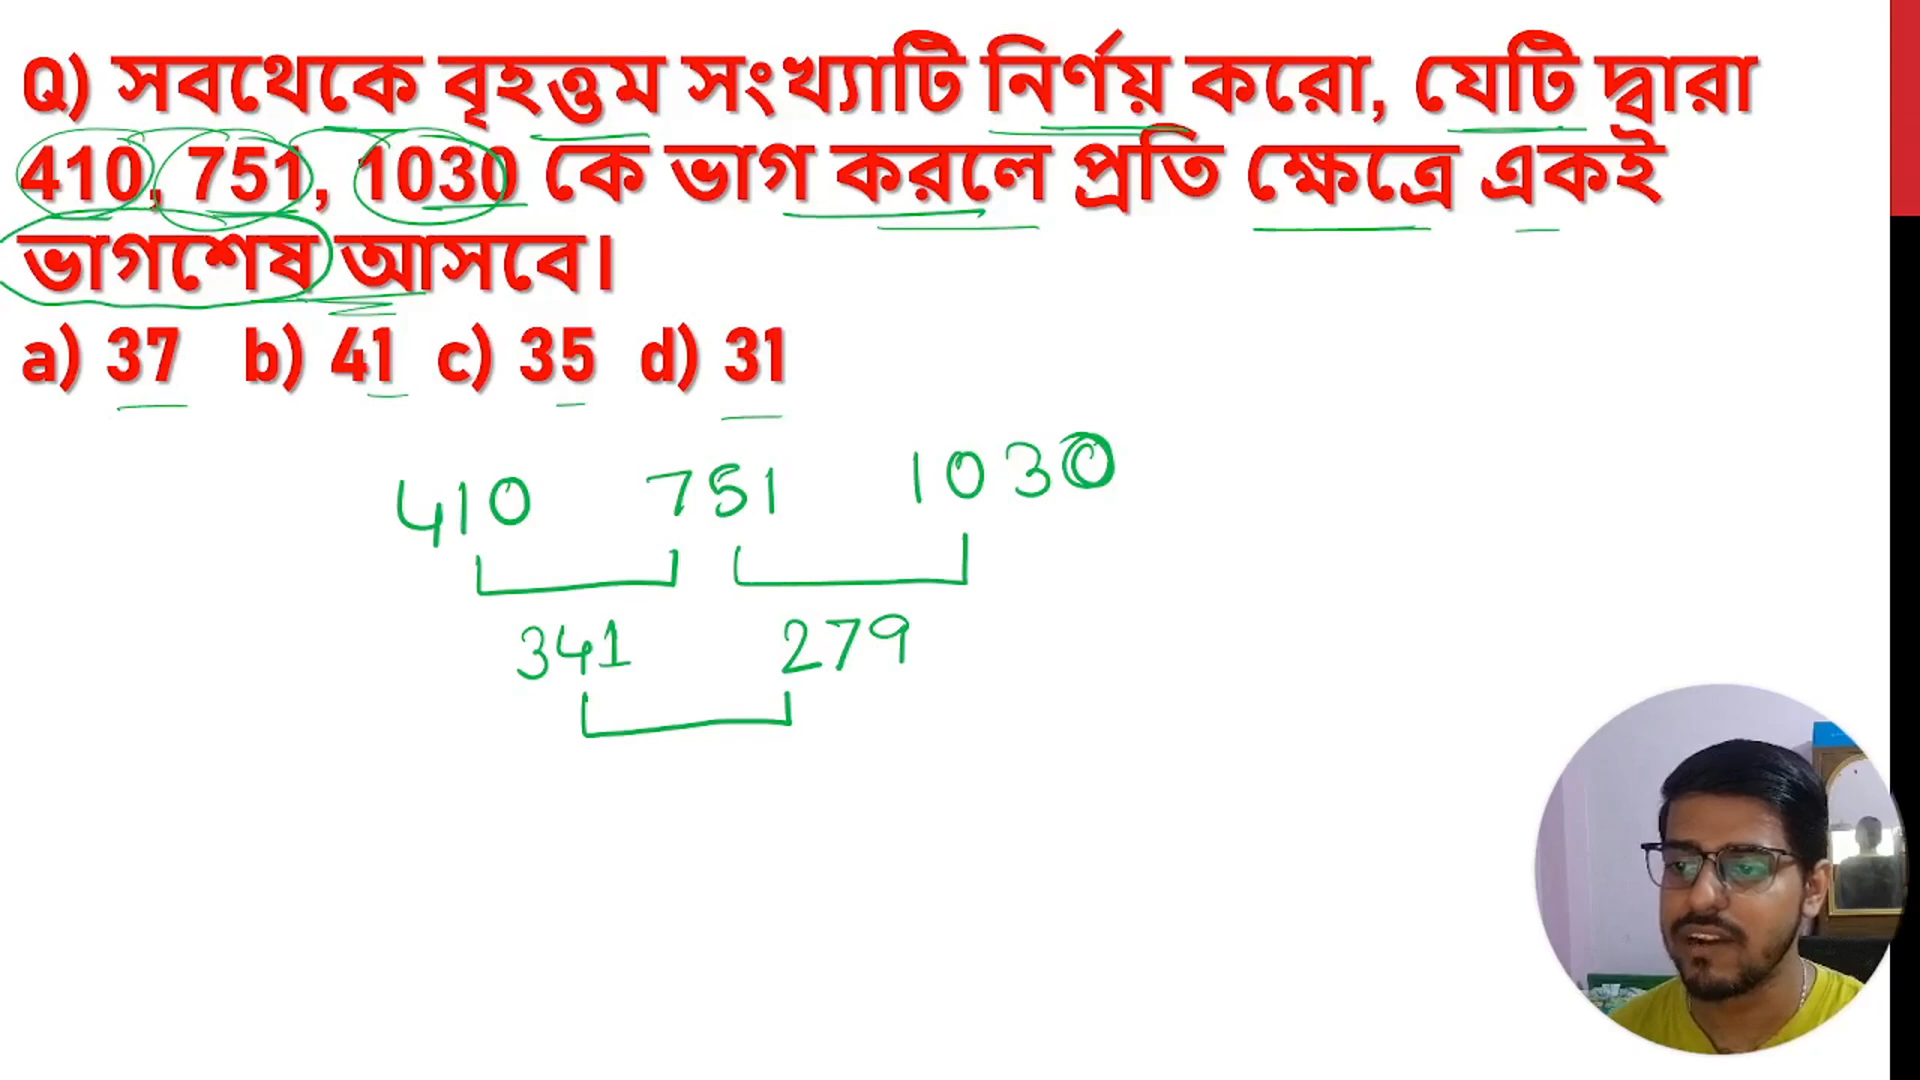 Q) সবথেকে বৃহত্তম সংখ্যাটি নির্ণয় করো, যেটি দ্বারা
410, 751, 1030 কে ভাগ করলে প্রতি ক্ষেত্রে একই
ভাগশেষ আসবে।
a) 37 b) 41 c) 35 d) 31
410 751 1030
341 279